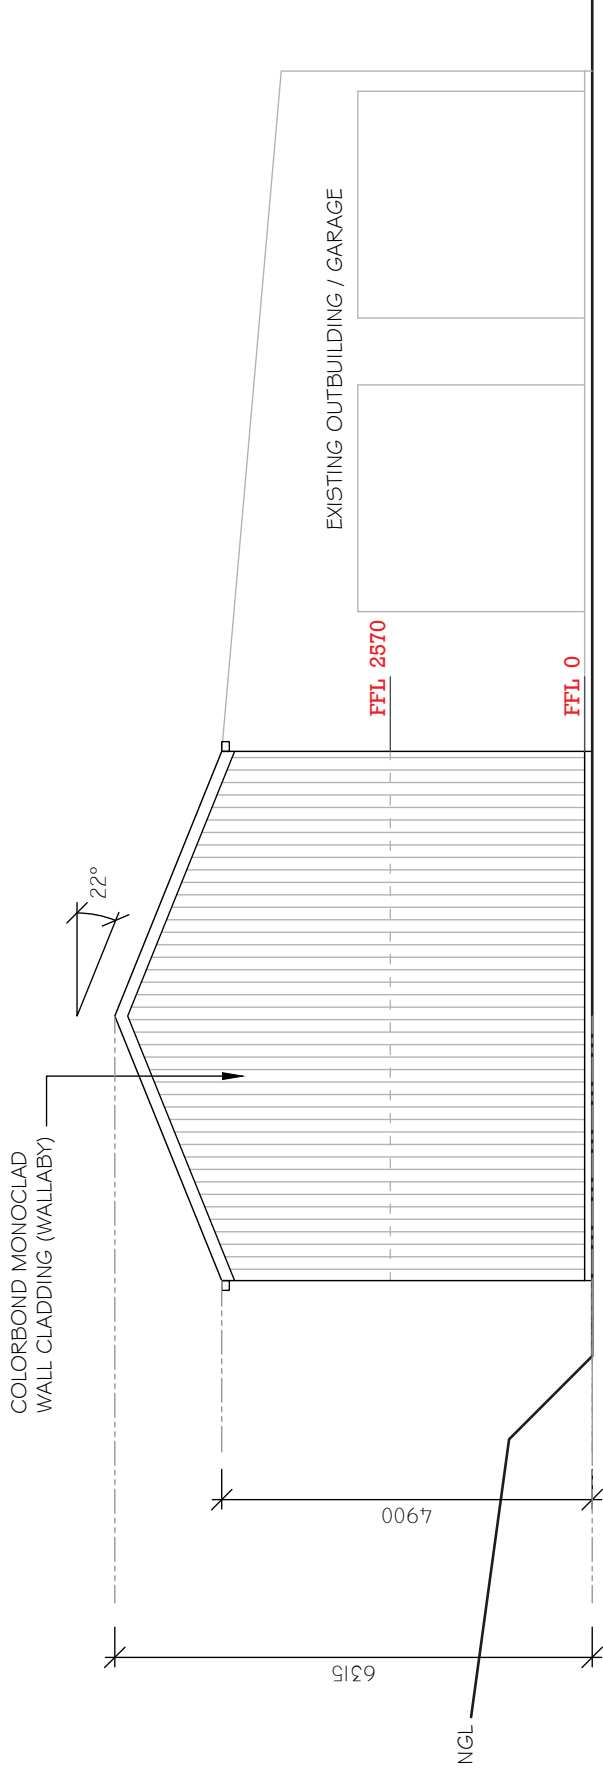 COLORBOND MONOCLAD
WALL CLADDING (WALLABY)
22°
EXISTING OUTBUILDING / GARAGE
FFL 2570
FFL 0
4900
6315
NGL